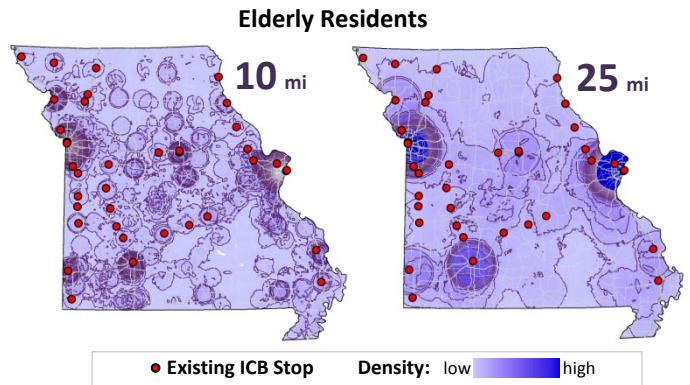 Elderly Residents
10 mi
25 mi
Existing ICB Stop Density: low high